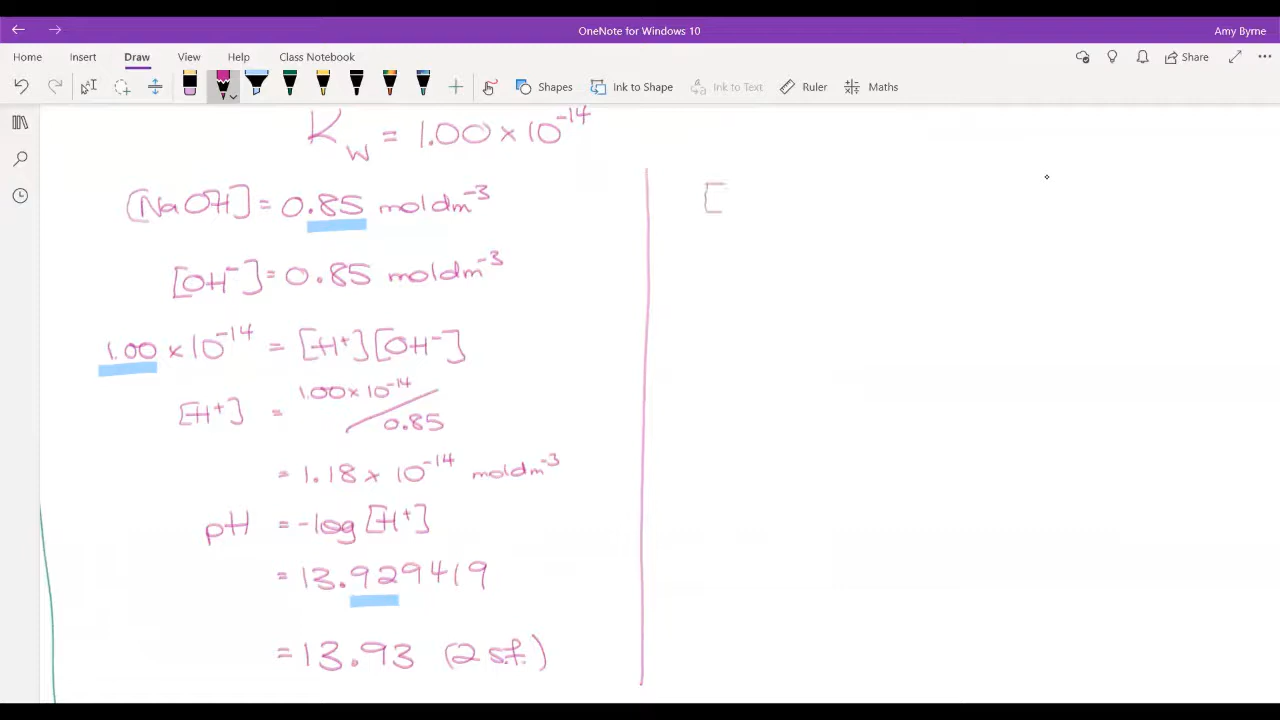 OneNote for Windows 10
Amy Byrne
Home Insert Draw View Help Class Notebook Share
Shapes Ink to Shape Ink to Text Ruler Maths
Kw = 1.00 × 10⁻¹⁴
[NaOH] = 0.85 moldm⁻³
[
[OH⁻] = 0.85 moldm⁻³
1.00 × 10⁻¹⁴ = [H⁺][OH⁻]
[H⁺] = 1.00 × 10⁻¹⁴ / 0.85
= 1.18 × 10⁻¹⁴ moldm⁻³
pH = -log [H⁺]
= 13.929419
= 13.93 (2 s.f.)